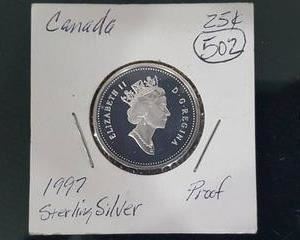 Canada 25¢
502
ELIZABETH II D·G·REGINA
1997 Proof
Sterling Silver